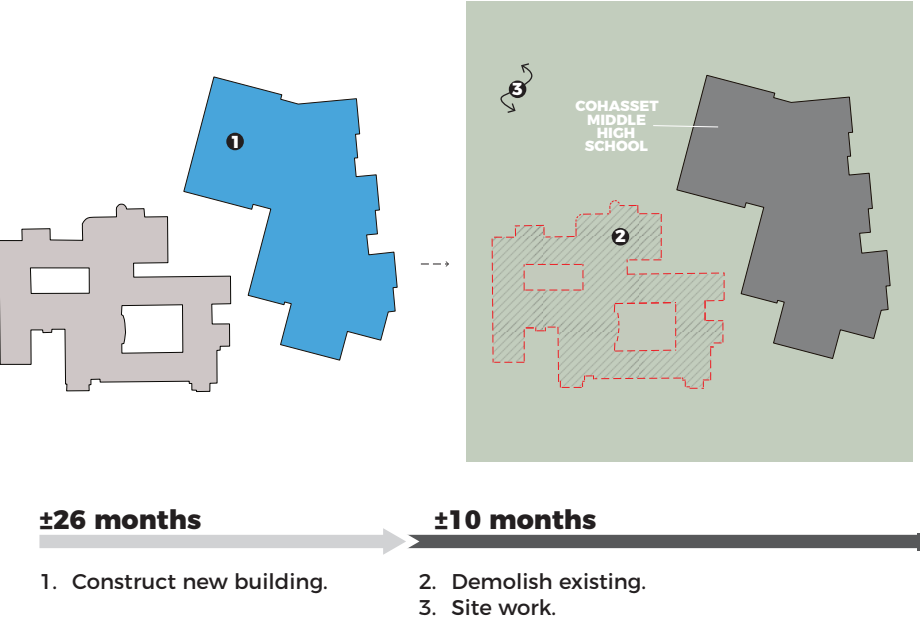 1
3
COHASSET
MIDDLE
HIGH
SCHOOL
2
±26 months
±10 months
1. Construct new building.
2. Demolish existing.
3. Site work.